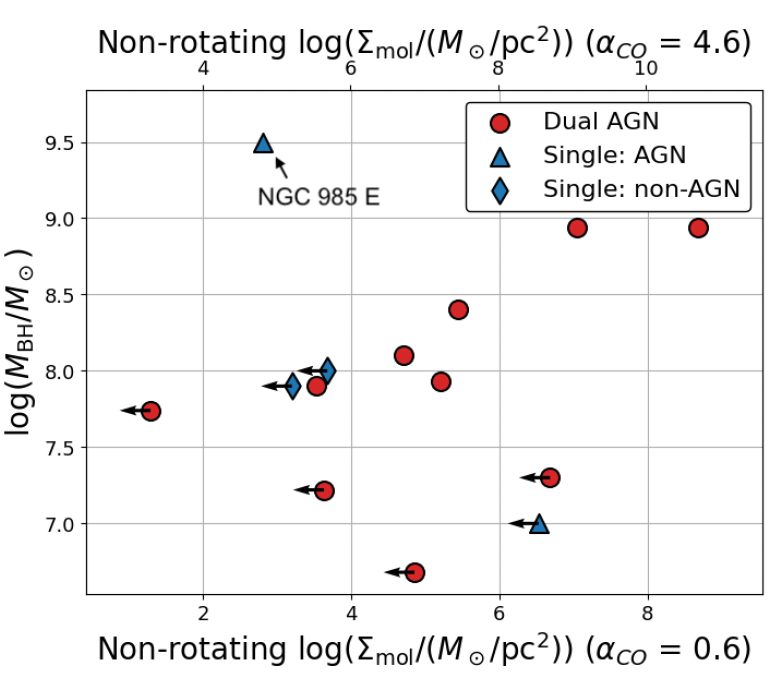 Non-rotating log(Σmol/(M⊙/pc²)) (αCO = 4.6)
4 6 8 10
Dual AGN
Single: AGN
Single: non-AGN
NGC 985 E
log(MBH/M⊙)
9.5
9.0
8.5
8.0
7.5
7.0
2 4 6 8
Non-rotating log(Σmol/(M⊙/pc²)) (αCO = 0.6)